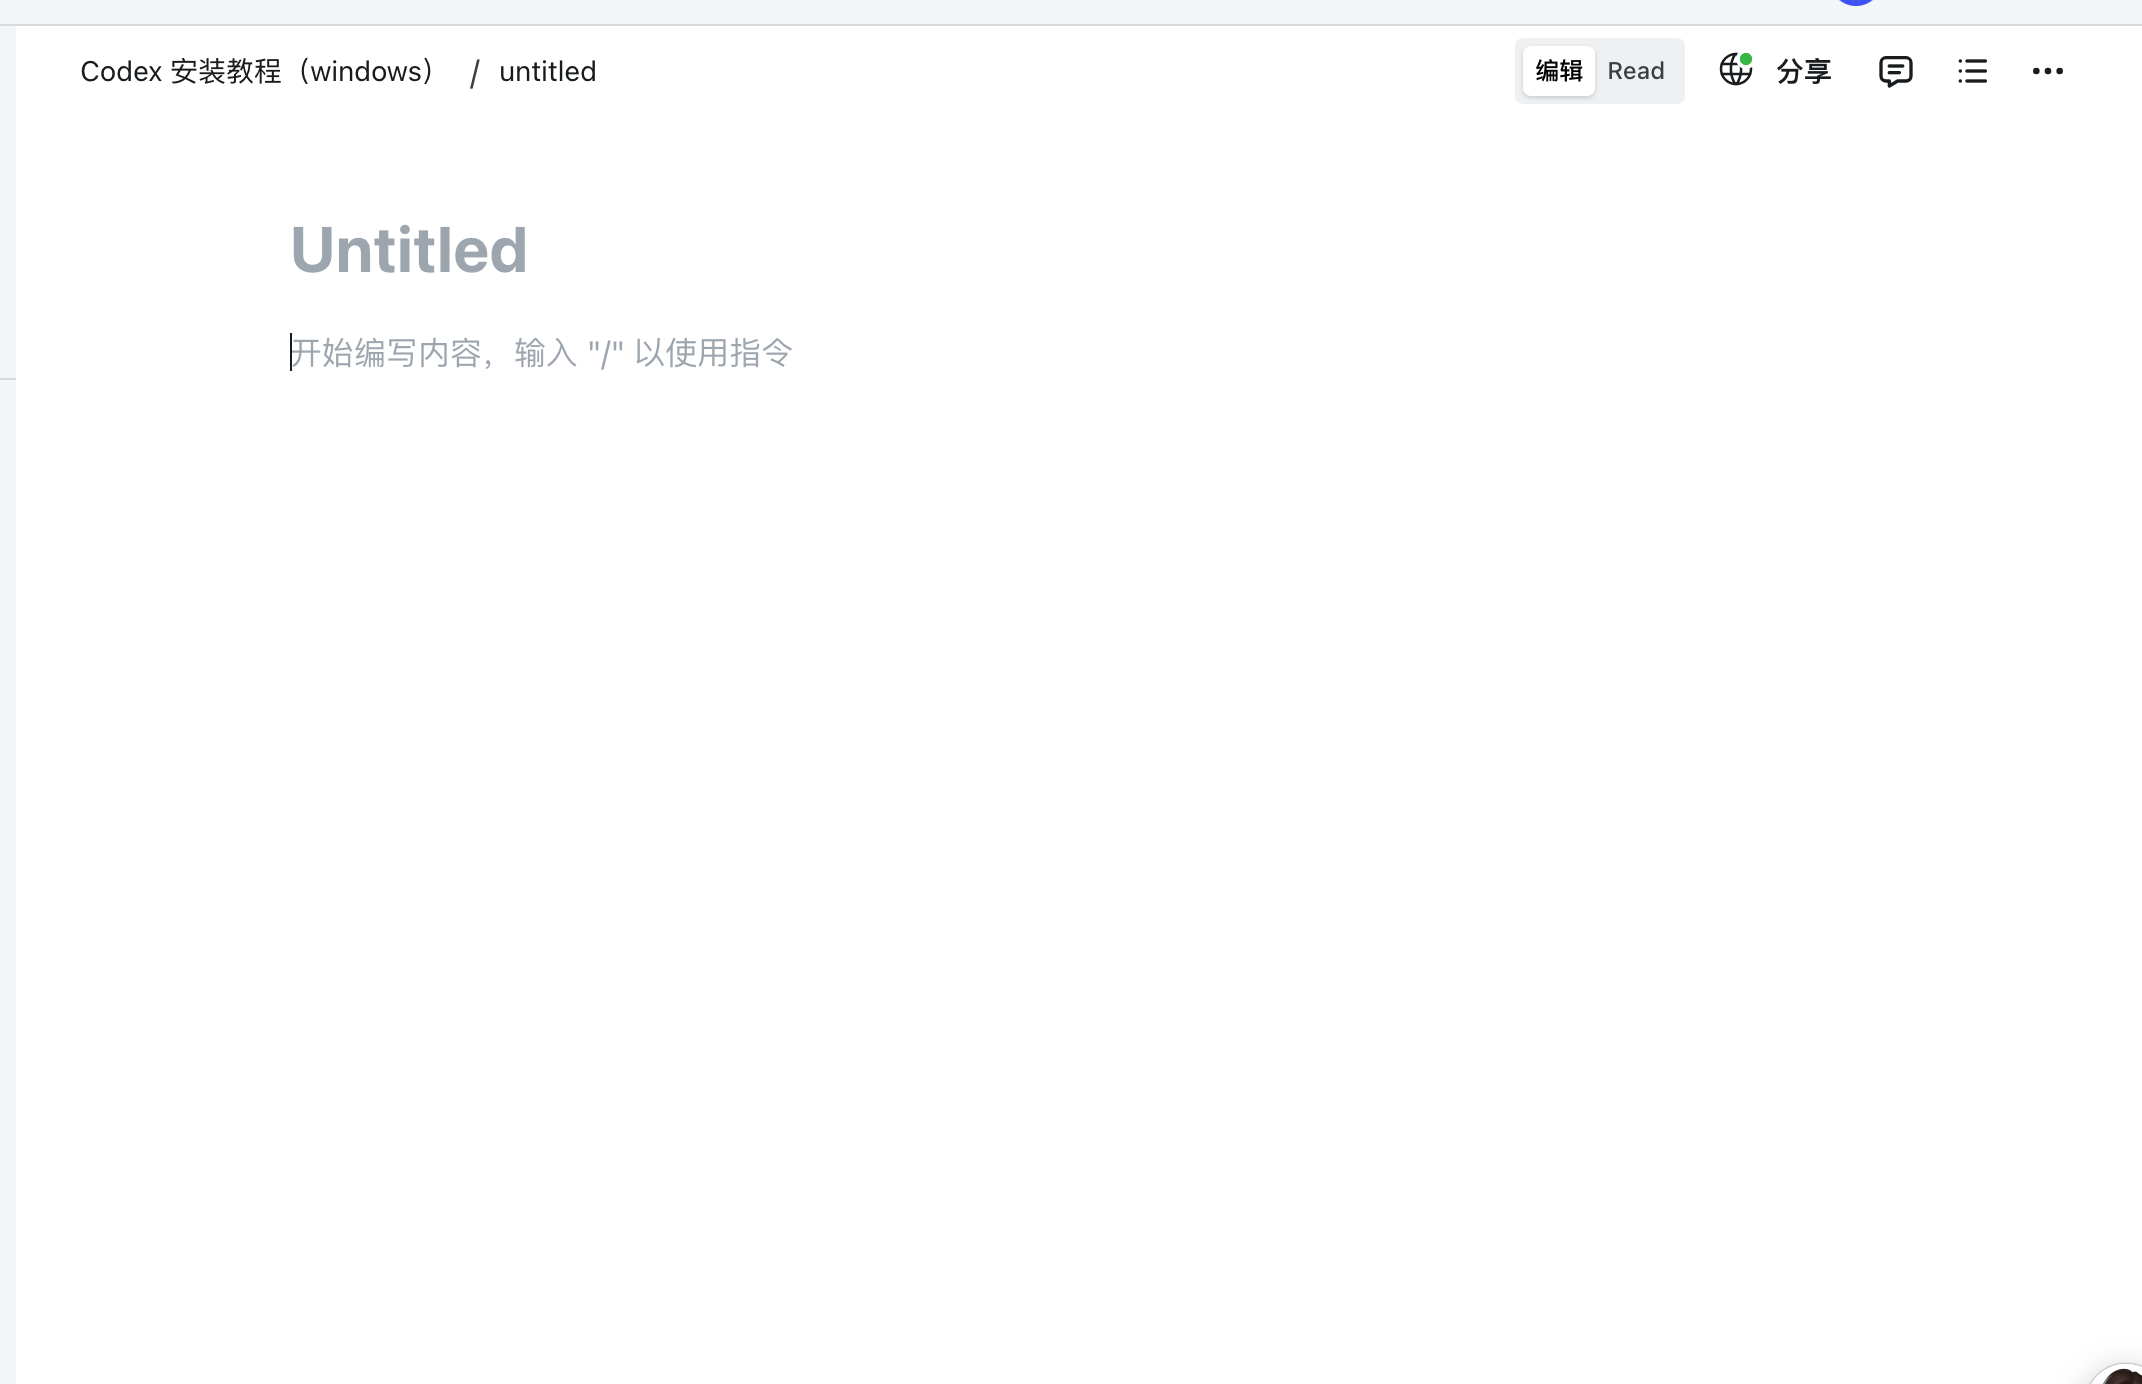 Codex 安装教程（windows） / untitled
编辑 Read 分享
Untitled
开始编写内容，输入 "/" 以使用指令